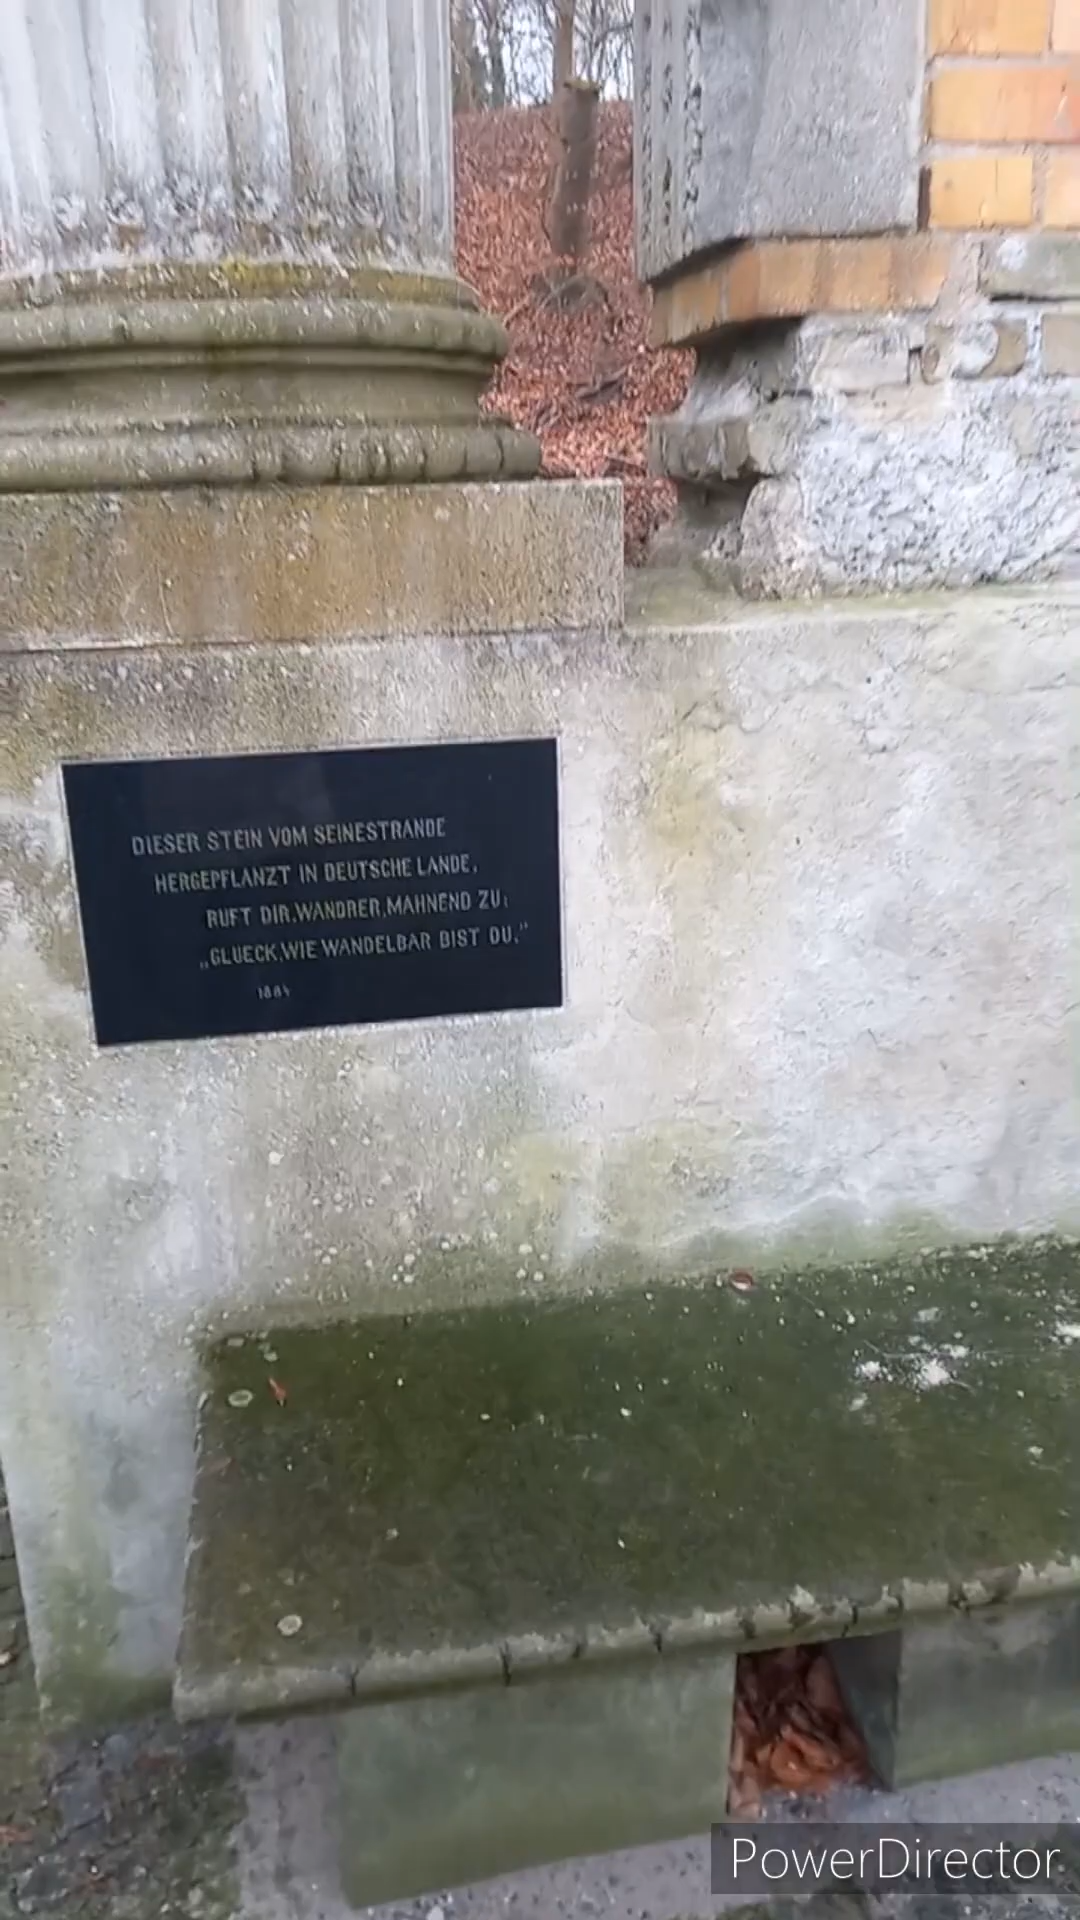 DIESER STEIN VOM SEINESTRANDE
HERGEPFLANZT IN DEUTSCHE LANDE,
RUFT DIR, WANDRER, MAHNEND ZU:
„GLUECK, WIE WANDELBAR BIST DU.”
1884
PowerDirector